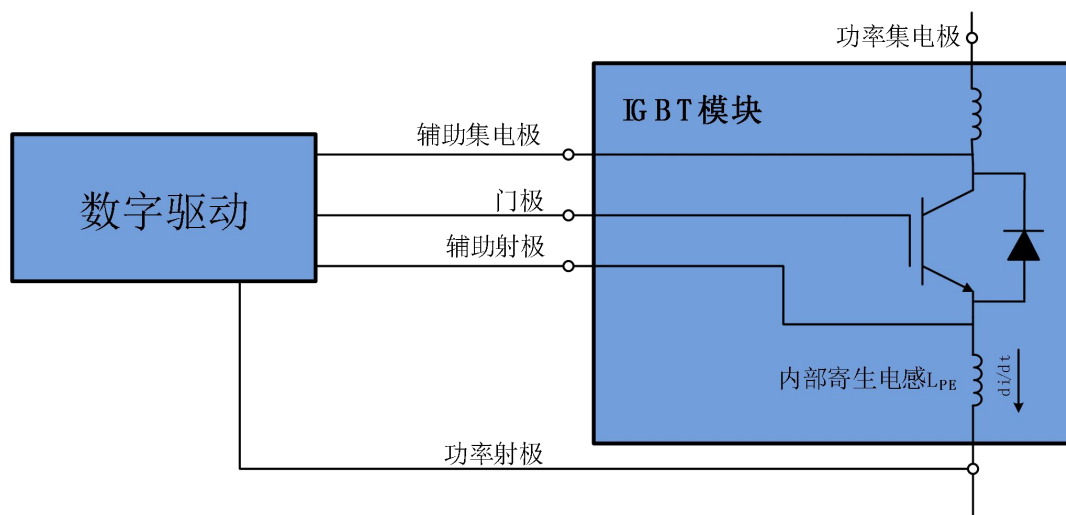 功率集电极
IGBT模块
辅助集电极
数字驱动
门极
辅助射极
内部寄生电感LPE
di/dt
功率射极